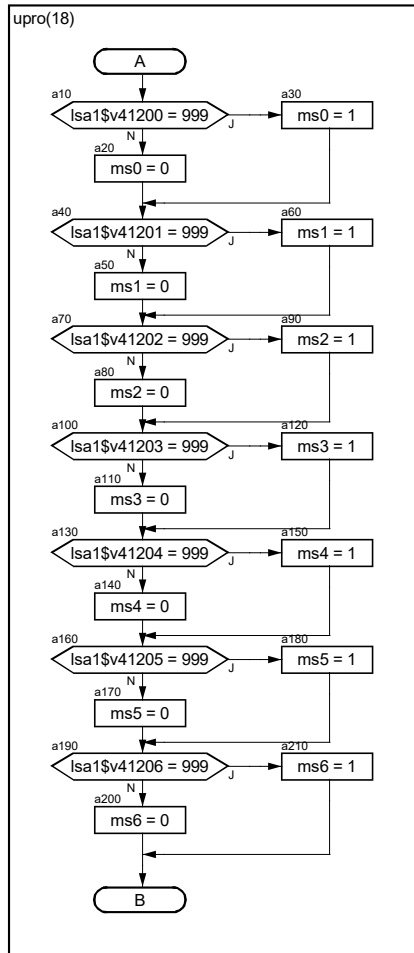 upro(18)
A
a10
lsa1$v41200 = 999
J
N
a30
ms0 = 1
a20
ms0 = 0
a40
lsa1$v41201 = 999
J
N
a60
ms1 = 1
a50
ms1 = 0
a70
lsa1$v41202 = 999
J
N
a90
ms2 = 1
a80
ms2 = 0
a100
lsa1$v41203 = 999
J
N
a120
ms3 = 1
a110
ms3 = 0
a130
lsa1$v41204 = 999
J
N
a150
ms4 = 1
a140
ms4 = 0
a160
lsa1$v41205 = 999
J
N
a180
ms5 = 1
a170
ms5 = 0
a190
lsa1$v41206 = 999
J
N
a210
ms6 = 1
a200
ms6 = 0
B